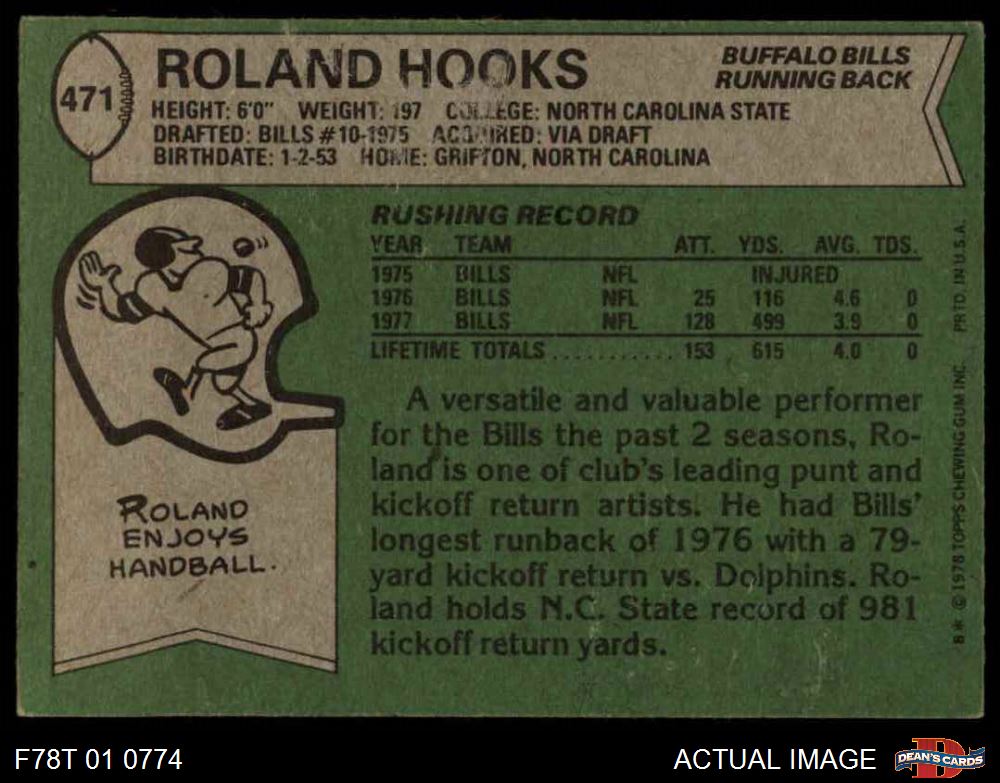 471
ROLAND HOOKS
BUFFALO BILLS
RUNNING BACK
HEIGHT: 6'0" WEIGHT: 197 COLLEGE: NORTH CAROLINA STATE
DRAFTED: BILLS #10-1975 ACQUIRED: VIA DRAFT
BIRTHDATE: 1-2-53 HOME: GRIFTON, NORTH CAROLINA
RUSHING RECORD
YEAR TEAM ATT. YDS. AVG. TDS.
1975 BILLS NFL INJURED
1976 BILLS NFL 25 116 4.6 0
1977 BILLS NFL 128 499 3.9 0
LIFETIME TOTALS ........... 153 615 4.0 0
A versatile and valuable performer
for the Bills the past 2 seasons, Ro-
land is one of club's leading punt and
kickoff return artists. He had Bills'
longest runback of 1976 with a 79-
yard kickoff return vs. Dolphins. Ro-
land holds N.C. State record of 981
kickoff return yards.
ROLAND
ENJOYS
HANDBALL.
B* © 1978 TOPPS CHEWING GUM INC. PRTD. IN U.S.A.
F78T 01 0774
ACTUAL IMAGE
D
DEAN'S CARDS